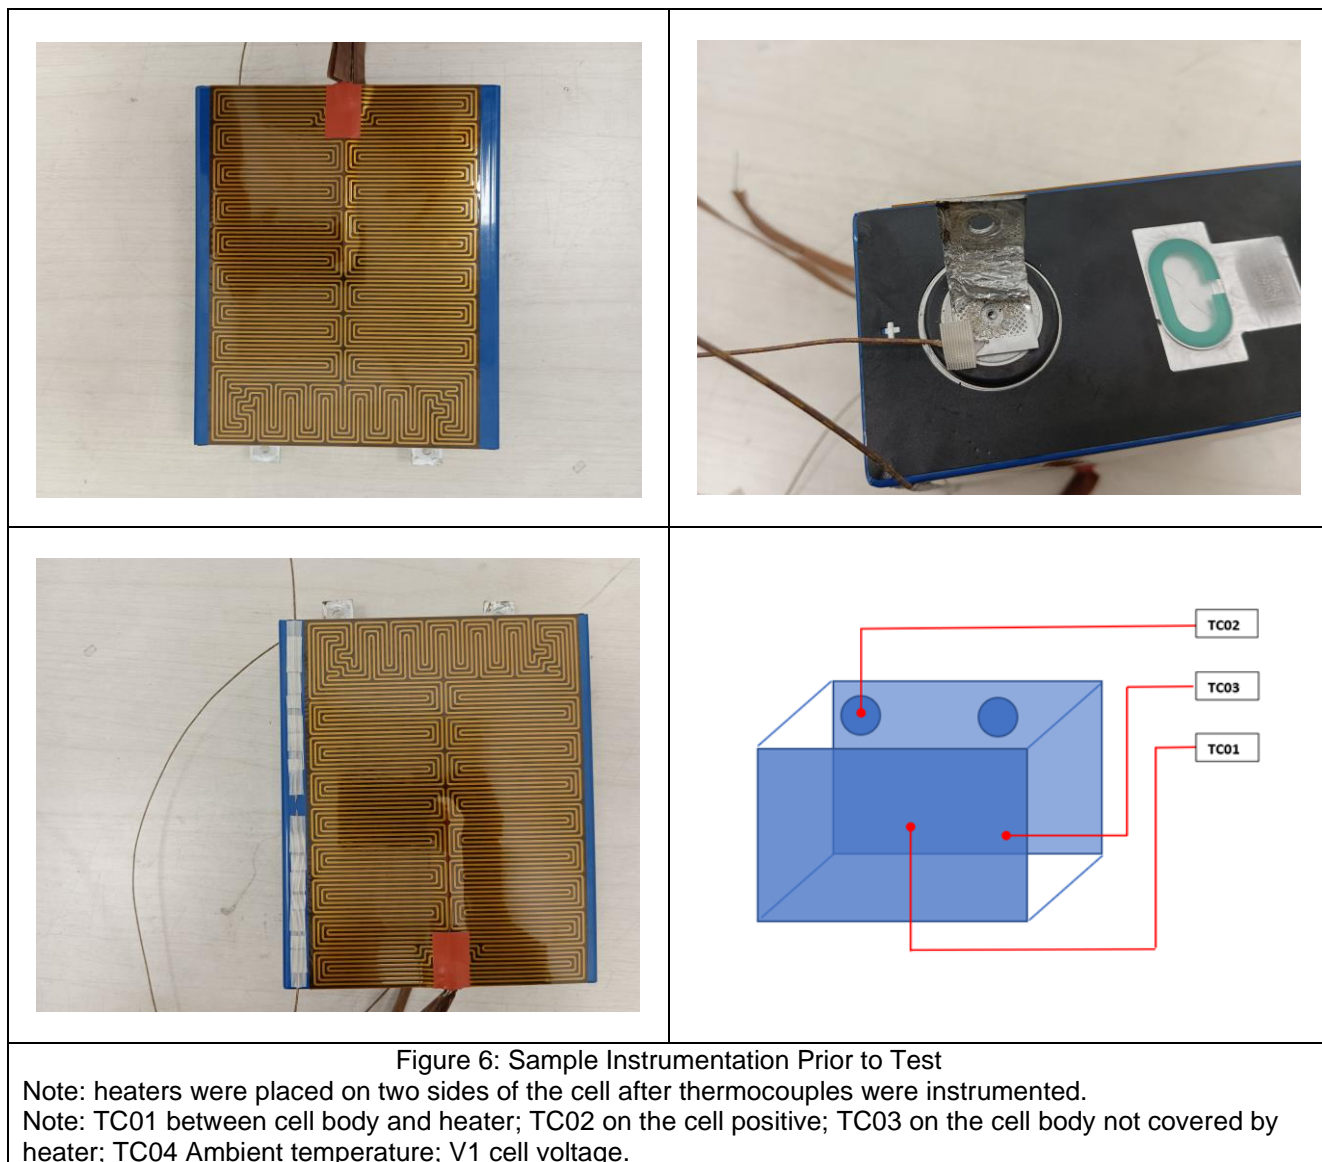 TC02
TC03
TC01
Figure 6: Sample Instrumentation Prior to Test
Note: heaters were placed on two sides of the cell after thermocouples were instrumented.
Note: TC01 between cell body and heater; TC02 on the cell positive; TC03 on the cell body not covered by
heater; TC04 Ambient temperature; V1 cell voltage.